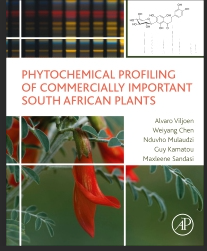 PHYTOCHEMICAL PROFILING
OF COMMERCIALLY IMPORTANT
SOUTH AFRICAN PLANTS
Alvaro Viljoen
Weiyang Chen
Nduvho Mulaudzi
Guy Kamatou
Maxleene Sandasi